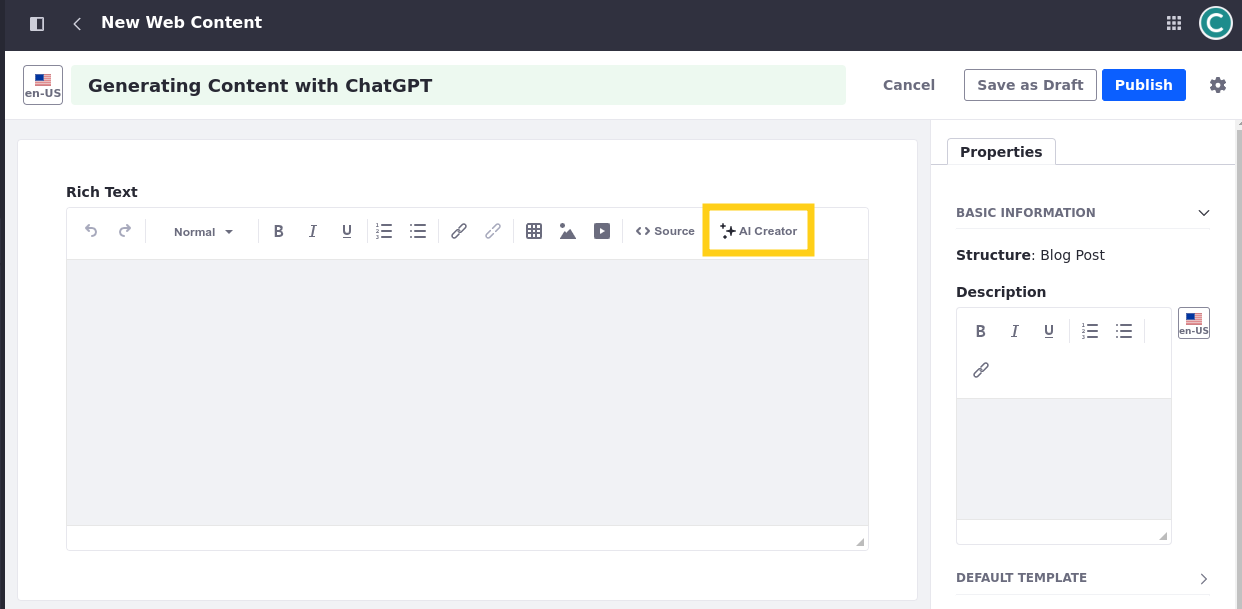 New Web Content
C
en-US
Generating Content with ChatGPT
Cancel
Save as Draft
Publish
Properties
Rich Text
Normal
B I U
Source
AI Creator
BASIC INFORMATION
Structure: Blog Post
Description
B I U
en-US
DEFAULT TEMPLATE